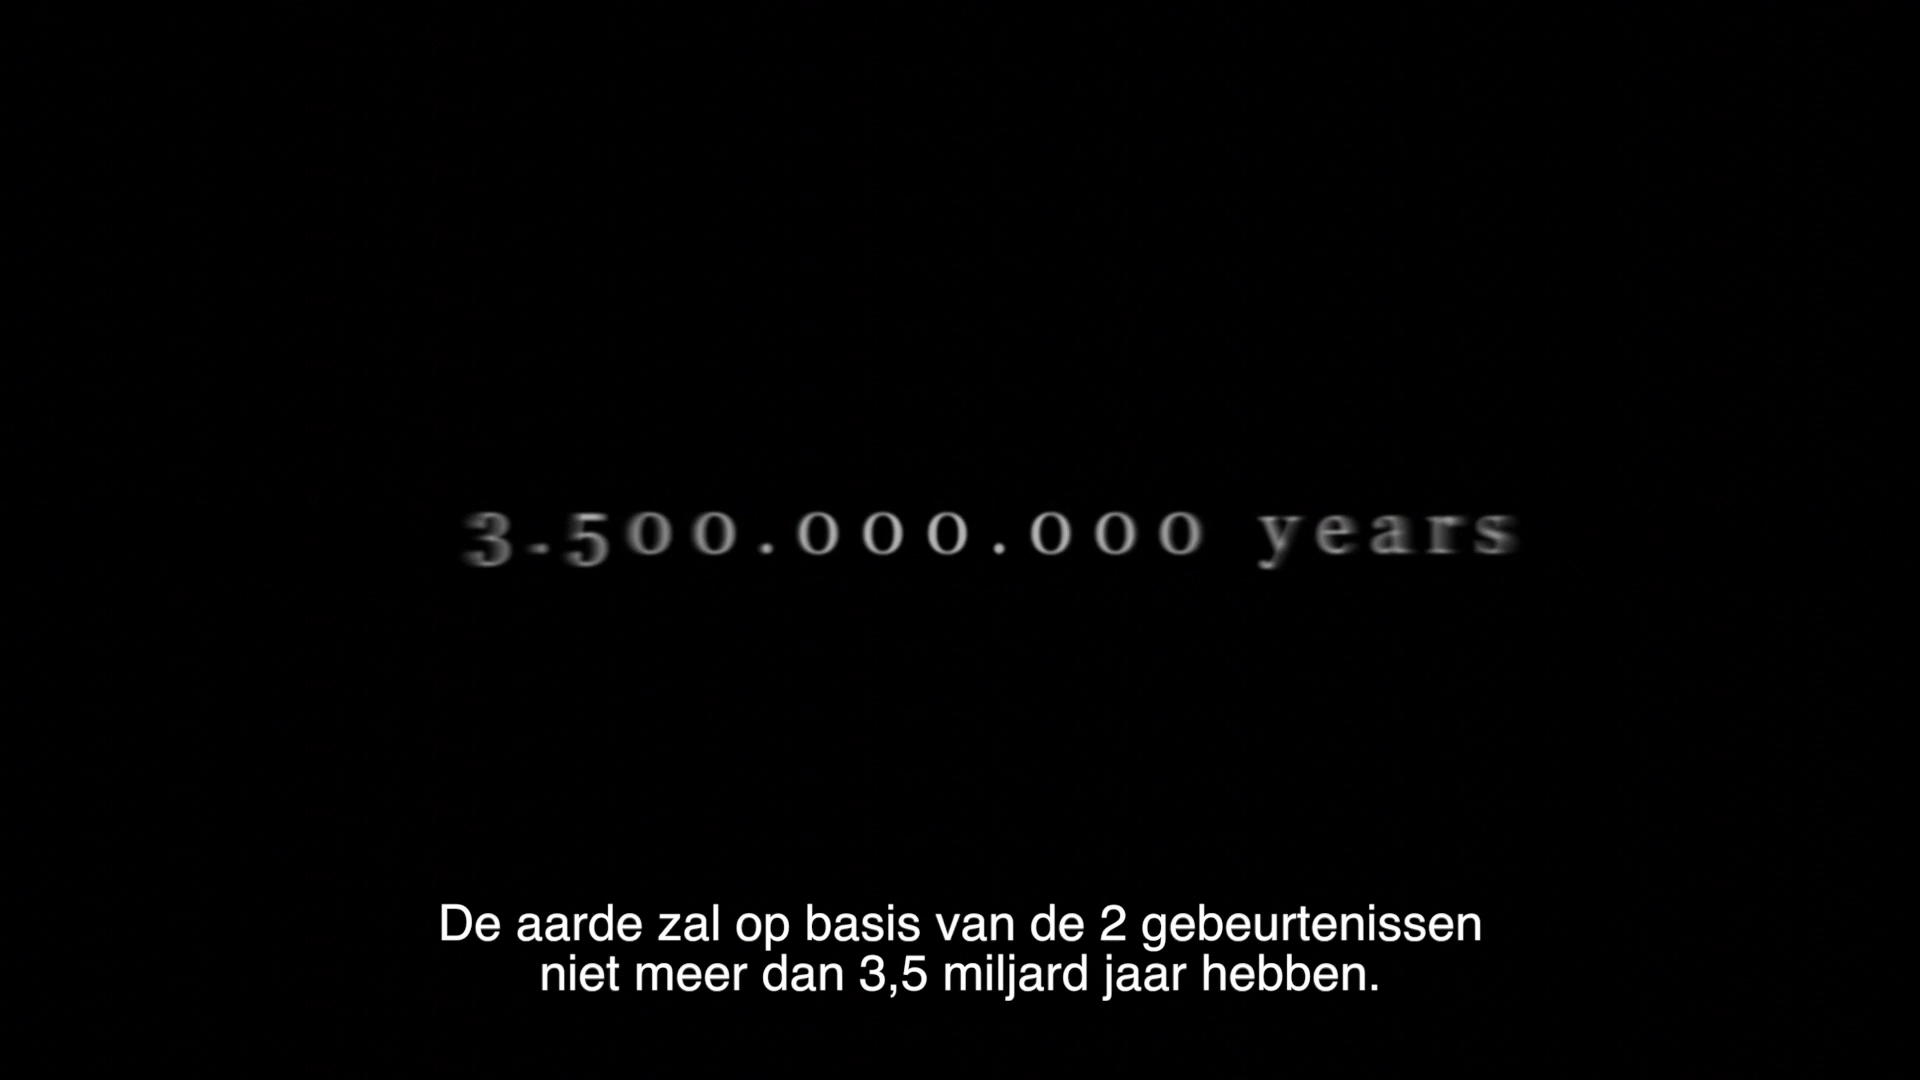 3-500.000.000 years
De aarde zal op basis van de 2 gebeurtenissen
niet meer dan 3,5 miljard jaar hebben.